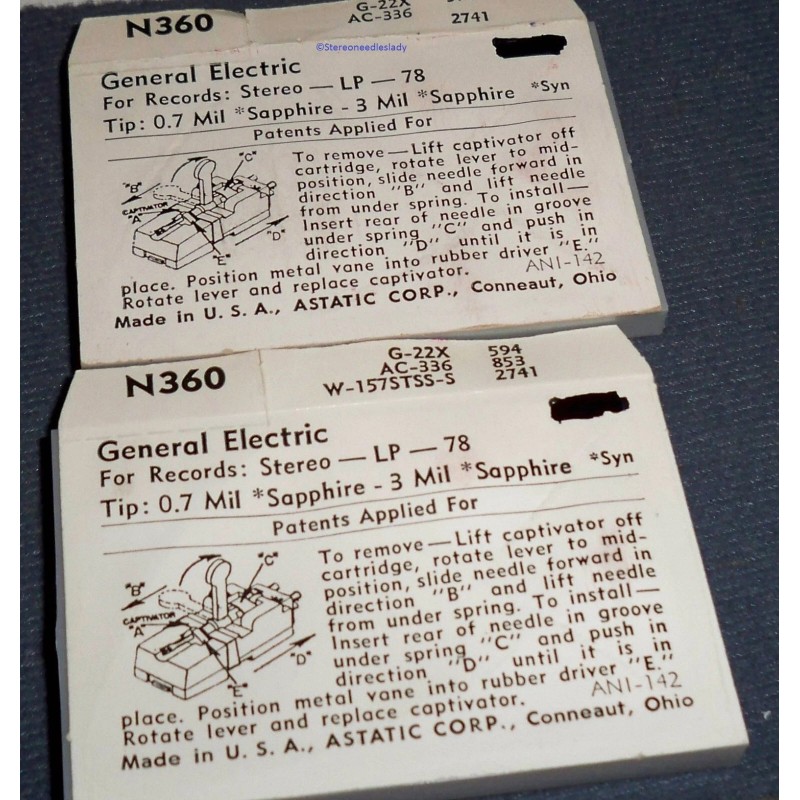 N360
G-22X
AC-336
2741
©Stereoneedleslady
General Electric
For Records: Stereo — LP — 78
Tip: 0.7 Mil *Sapphire - 3 Mil *Sapphire *Syn
Patents Applied For
"C"
"B"
CAPTIVATOR
"A"
"D"
"E"
To remove — Lift captivator off
cartridge, rotate lever to mid-
position, slide needle forward in
direction "B" and lift needle
from under spring. To install —
Insert rear of needle in groove
under spring "C" and push in
direction "D" until it is in
place. Position metal vane into rubber driver "E."
Rotate lever and replace captivator.
ANI-142
Made in U. S. A., ASTATIC CORP., Conneaut, Ohio
N360
G-22X 594
AC-336 853
W-157STSS-S 2741
General Electric
For Records: Stereo — LP — 78
Tip: 0.7 Mil *Sapphire - 3 Mil *Sapphire *Syn
Patents Applied For
"C"
"B"
CAPTIVATOR
"A"
"D"
"E"
To remove — Lift captivator off
cartridge, rotate lever to mid-
position, slide needle forward in
direction "B" and lift needle
from under spring. To install —
Insert rear of needle in groove
under spring "C" and push in
direction "D" until it is in
place. Position metal vane into rubber driver "E."
Rotate lever and replace captivator.
ANI-142
Made in U. S. A., ASTATIC CORP., Conneaut, Ohio